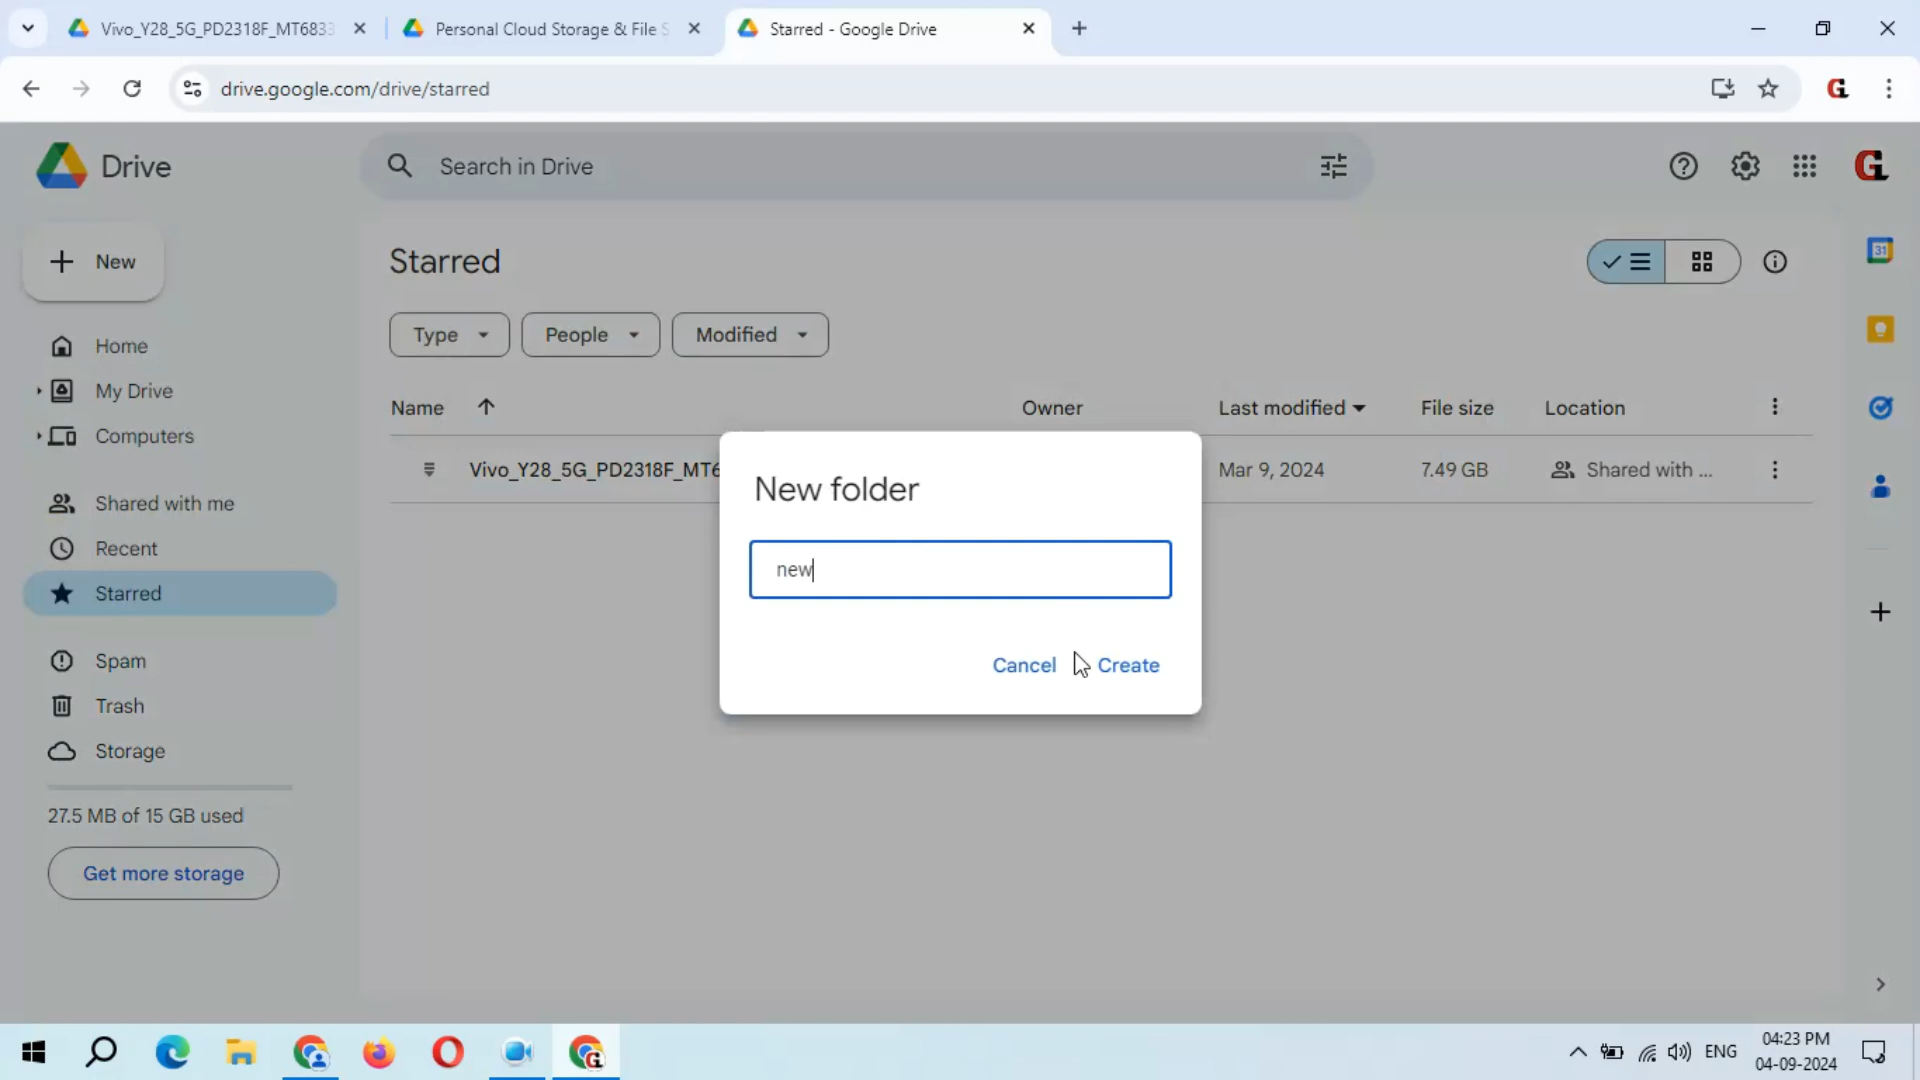 Vivo_Y28_5G_PD2318F_MT6833
Personal Cloud Storage & File S
Starred - Google Drive
drive.google.com/drive/starred
Drive
Search in Drive
New
Starred
Type
People
Modified
Home
My Drive
Computers
Name
Owner
Last modified
File size
Location
Vivo_Y28_5G_PD2318F_MT6
Mar 9, 2024
7.49 GB
Shared with ...
New folder
new
Cancel
Create
Shared with me
Recent
Starred
Spam
Trash
Storage
27.5 MB of 15 GB used
Get more storage
31
ENG
04:23 PM
04-09-2024